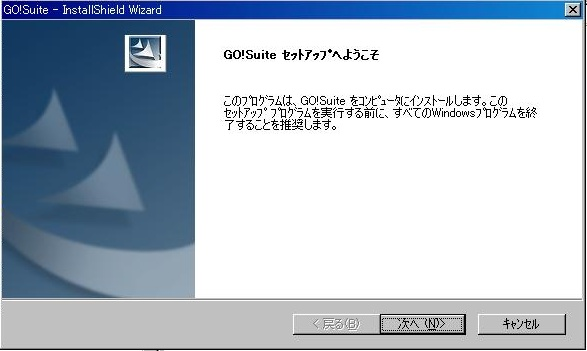 GO!Suite - InstallShield Wizard
GO!Suite ｾｯﾄｱｯﾌﾟへようこそ
このﾌﾟﾛｸﾞﾗﾑは、GO!Suite をｺﾝﾋﾟｭｰﾀにｲﾝｽﾄｰﾙします。この
ｾｯﾄｱｯﾌﾟ ﾌﾟﾛｸﾞﾗﾑを実行する前に、すべてのWindowsﾌﾟﾛｸﾞﾗﾑを終
了することを推奨します。
< 戻る(B)
次へ (N)>
ｷｬﾝｾﾙ